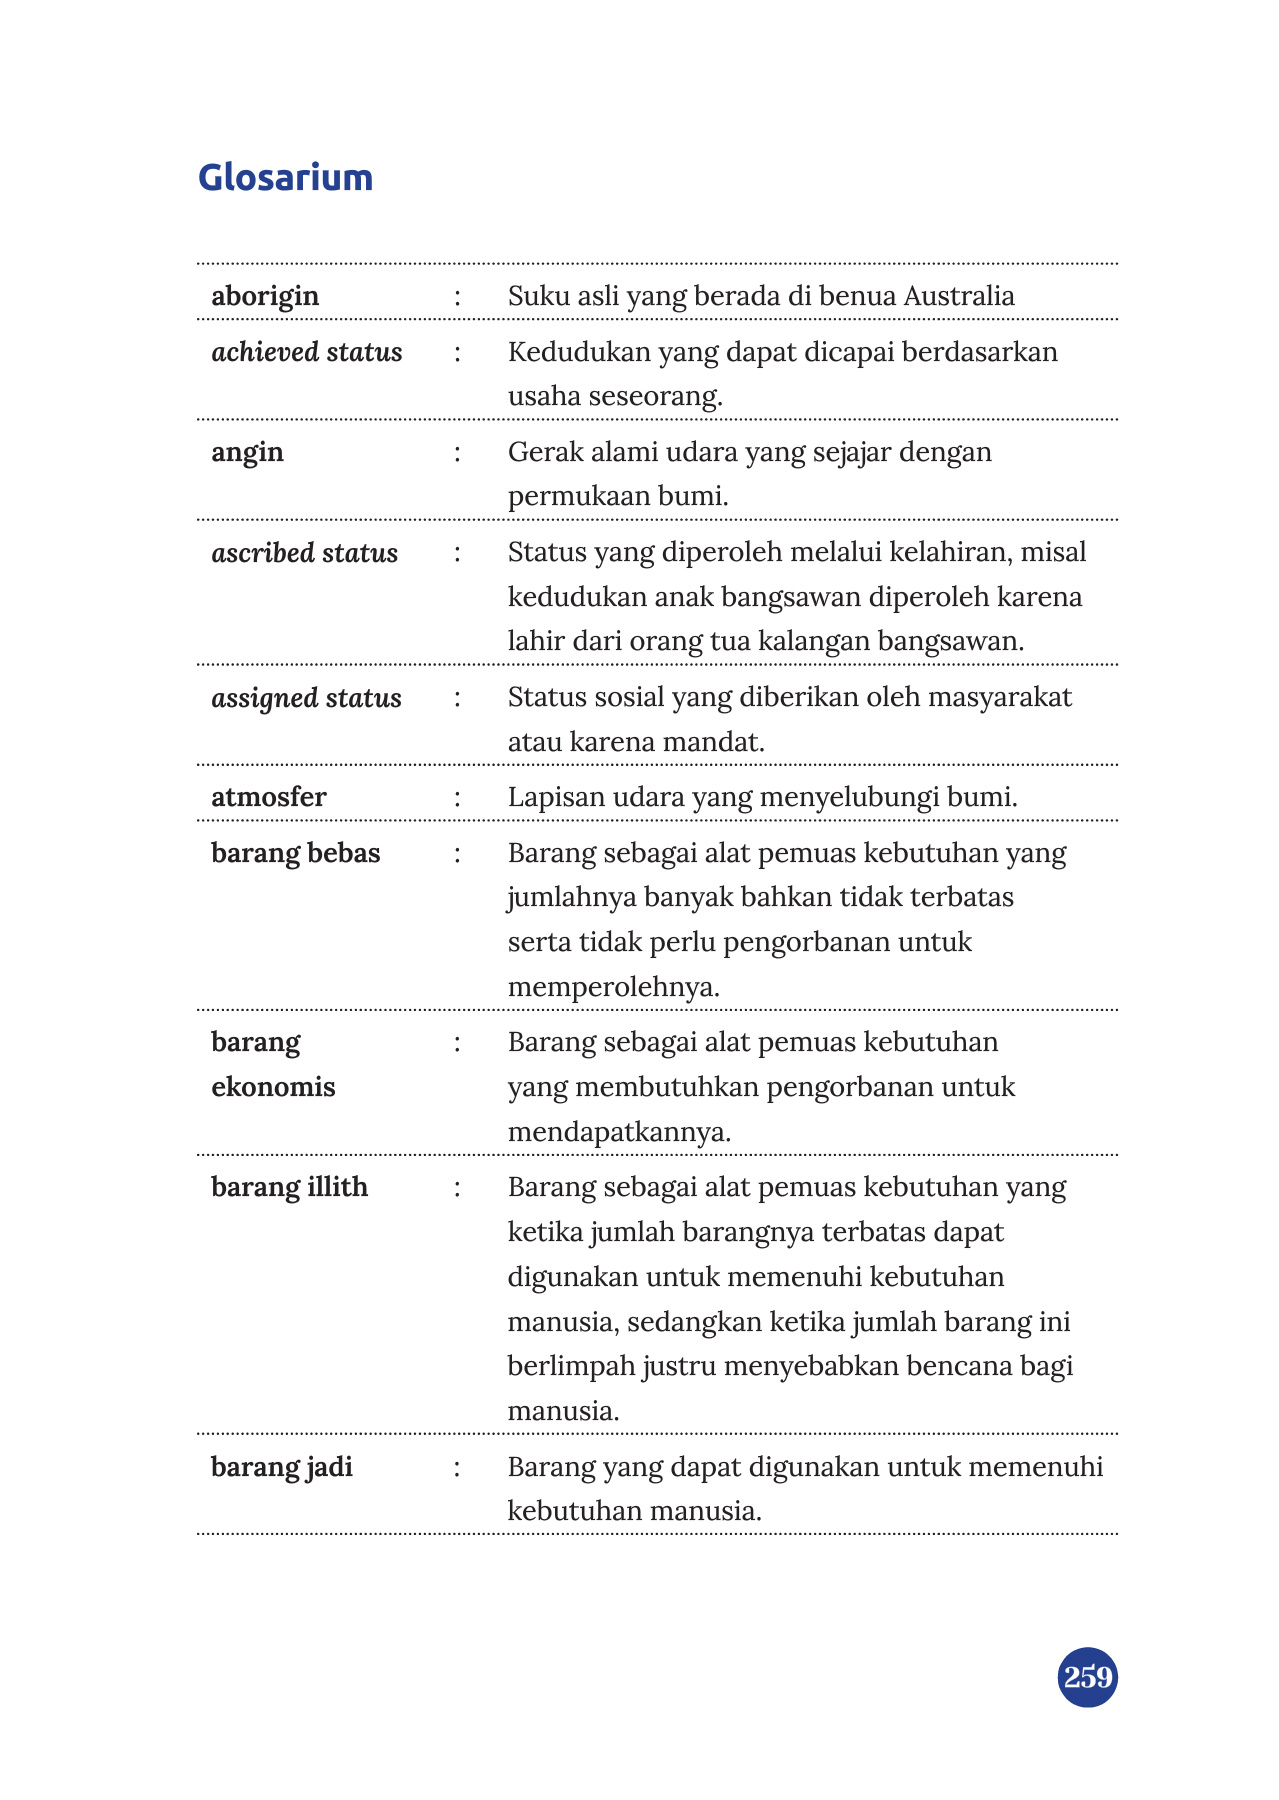 Glosarium
aborigin : Suku asli yang berada di benua Australia
achieved status : Kedudukan yang dapat dicapai berdasarkan
usaha seseorang.
angin : Gerak alami udara yang sejajar dengan
permukaan bumi.
ascribed status : Status yang diperoleh melalui kelahiran, misal
kedudukan anak bangsawan diperoleh karena
lahir dari orang tua kalangan bangsawan.
assigned status : Status sosial yang diberikan oleh masyarakat
atau karena mandat.
atmosfer : Lapisan udara yang menyelubungi bumi.
barang bebas : Barang sebagai alat pemuas kebutuhan yang
jumlahnya banyak bahkan tidak terbatas
serta tidak perlu pengorbanan untuk
memperolehnya.
barang : Barang sebagai alat pemuas kebutuhan
ekonomis yang membutuhkan pengorbanan untuk
mendapatkannya.
barang illith : Barang sebagai alat pemuas kebutuhan yang
ketika jumlah barangnya terbatas dapat
digunakan untuk memenuhi kebutuhan
manusia, sedangkan ketika jumlah barang ini
berlimpah justru menyebabkan bencana bagi
manusia.
barang jadi : Barang yang dapat digunakan untuk memenuhi
kebutuhan manusia.
259